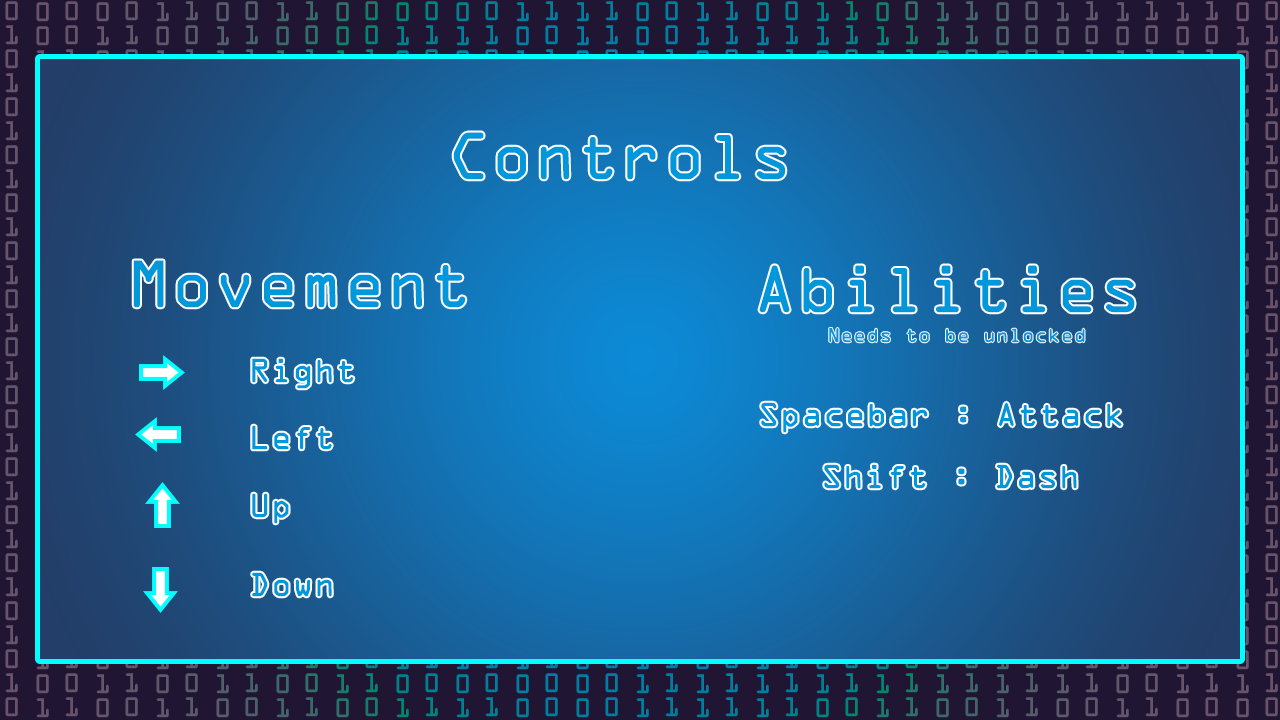 Controls
Movement
Right
Left
Up
Down
Abilities
Needs to be unlocked
Spacebar : Attack
Shift : Dash